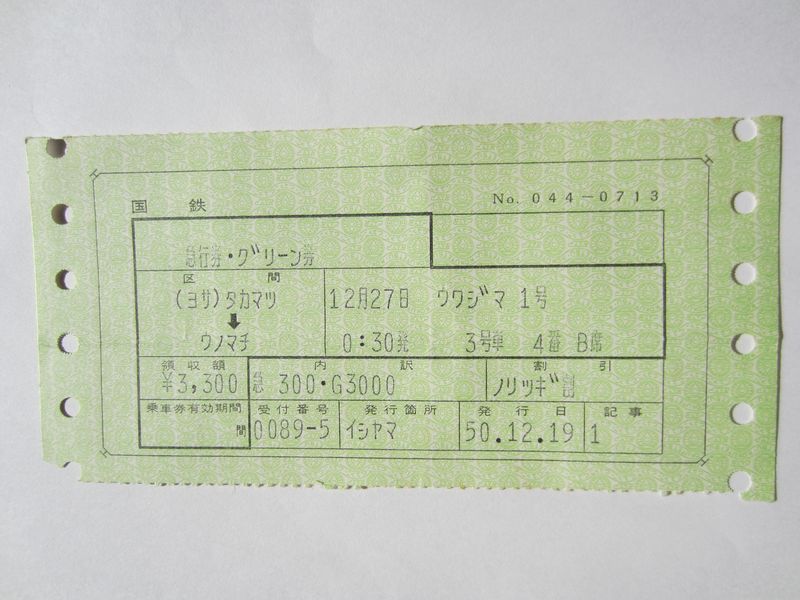 国鉄 No. 044-0713
急行券・グリーン券
区間
(ヨサ)タカマツ 12月27日 ウワジマ 1号
⬇
ウノマチ 0:30発 3号車 4番 B席
領収額 内訳 割引
¥3,300 急 300・G3000 ノリツギ割
乗車券有効期間 受付番号 発行箇所 発行日 記事
間 0089-5 イシヤマ 50.12.19 1